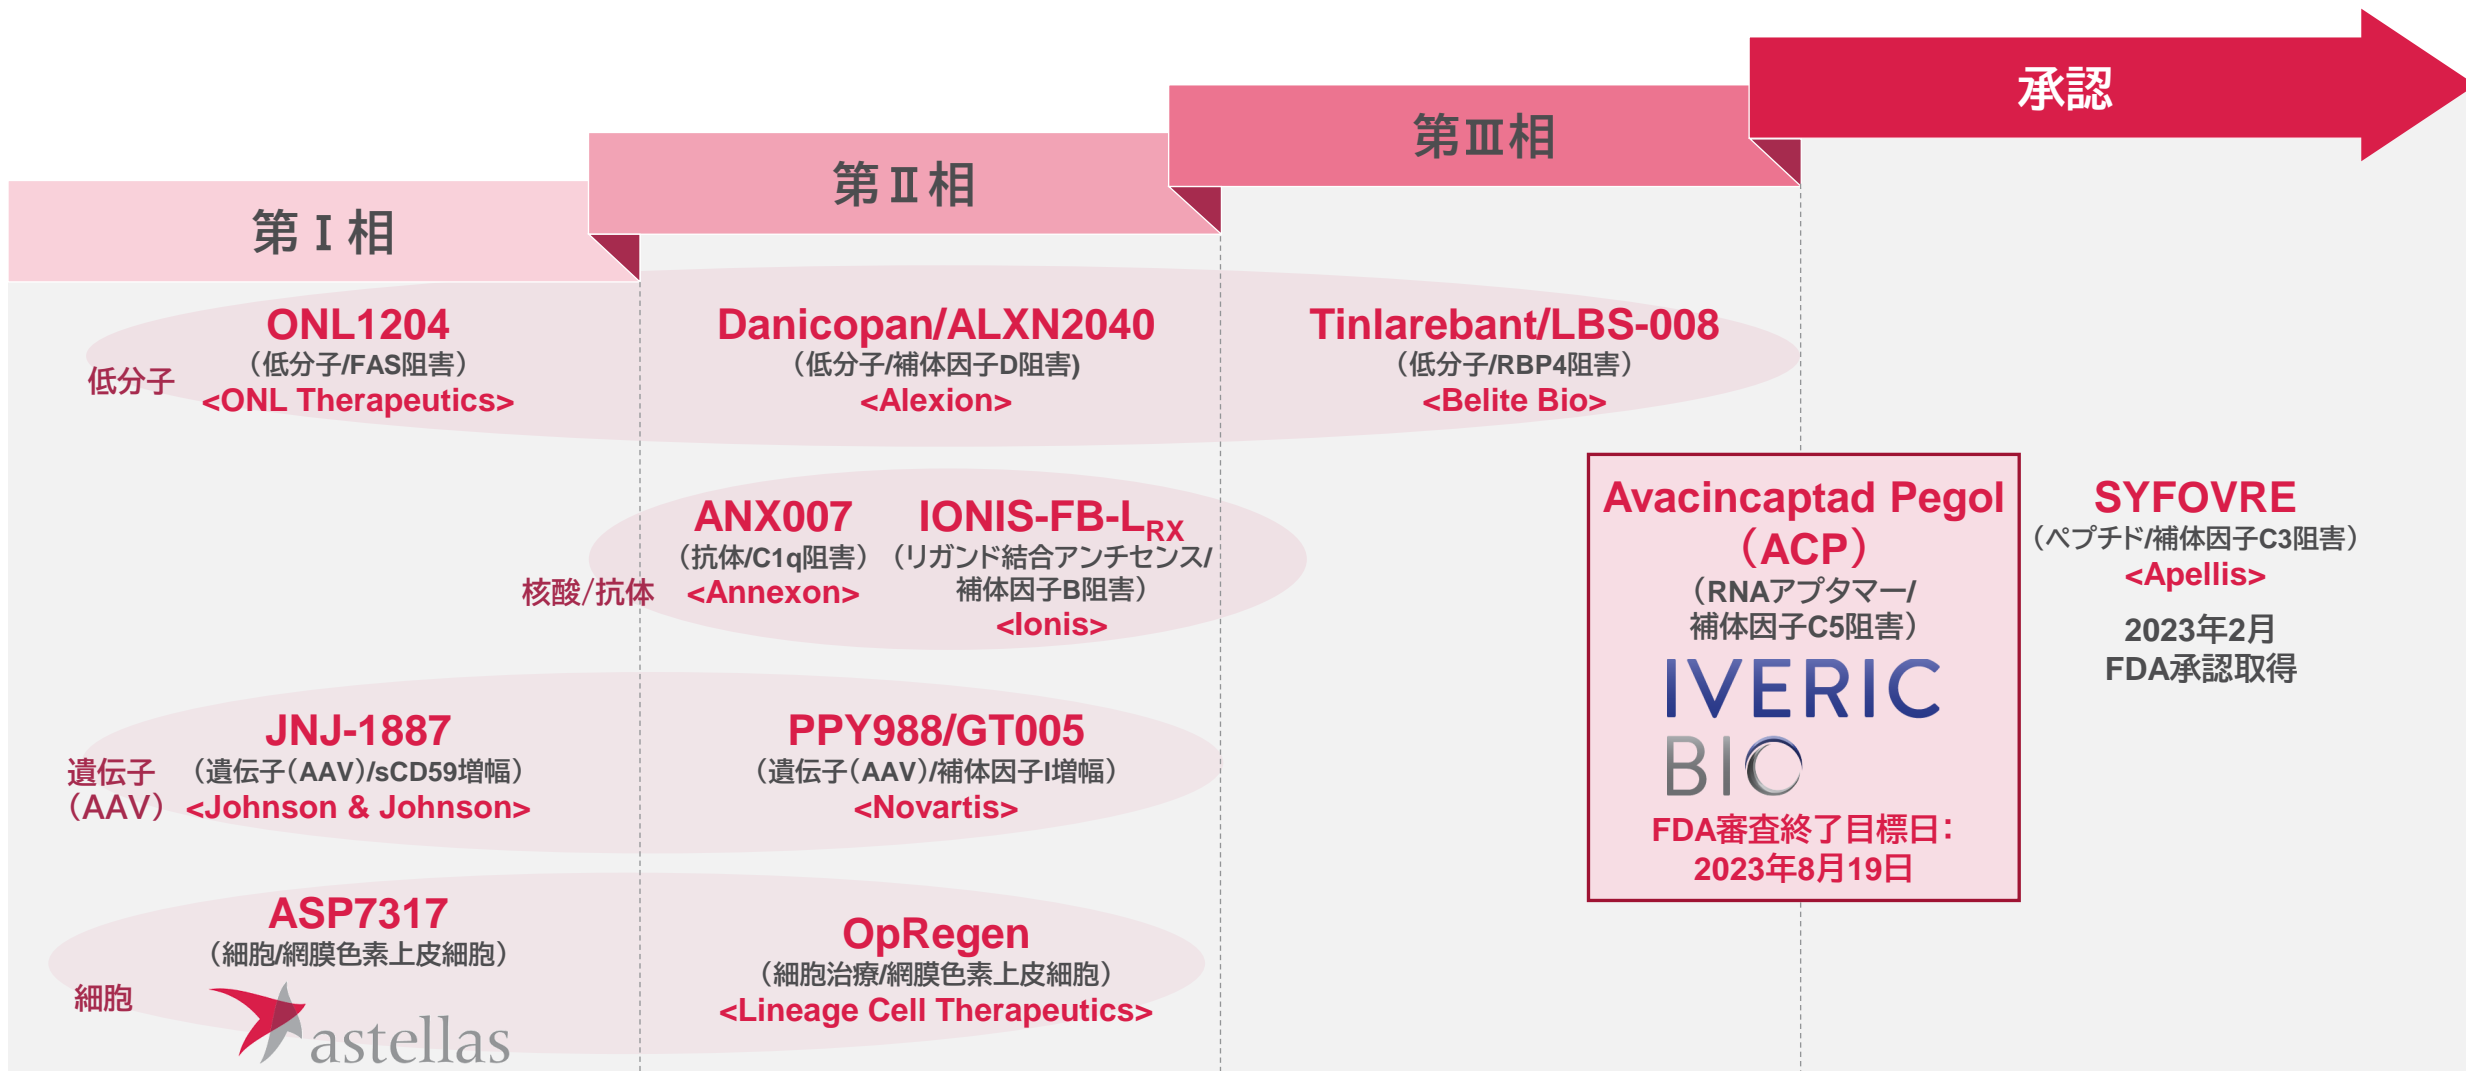 承認
第Ⅲ相
第Ⅱ相
第Ⅰ相
低分子
ONL1204
（低分子/FAS阻害）
<ONL Therapeutics>
Danicopan/ALXN2040
（低分子/補体因子D阻害)
<Alexion>
Tinlarebant/LBS-008
（低分子/RBP4阻害）
<Belite Bio>
核酸/抗体
ANX007
（抗体/C1q阻害）
<Annexon>
IONIS-FB-LRX
（リガンド結合アンチセンス/
補体因子B阻害）
<Ionis>
Avacincaptad Pegol
（ACP）
（RNAアプタマー/
補体因子C5阻害）
IVERIC
BIO
FDA審査終了目標日：
2023年8月19日
SYFOVRE
（ペプチド/補体因子C3阻害）
<Apellis>
2023年2月
FDA承認取得
遺伝子
（AAV）
JNJ-1887
（遺伝子（AAV）/sCD59増幅）
<Johnson & Johnson>
PPY988/GT005
（遺伝子（AAV）/補体因子I増幅）
<Novartis>
細胞
ASP7317
（細胞/網膜色素上皮細胞）
astellas
OpRegen
（細胞治療/網膜色素上皮細胞）
<Lineage Cell Therapeutics>